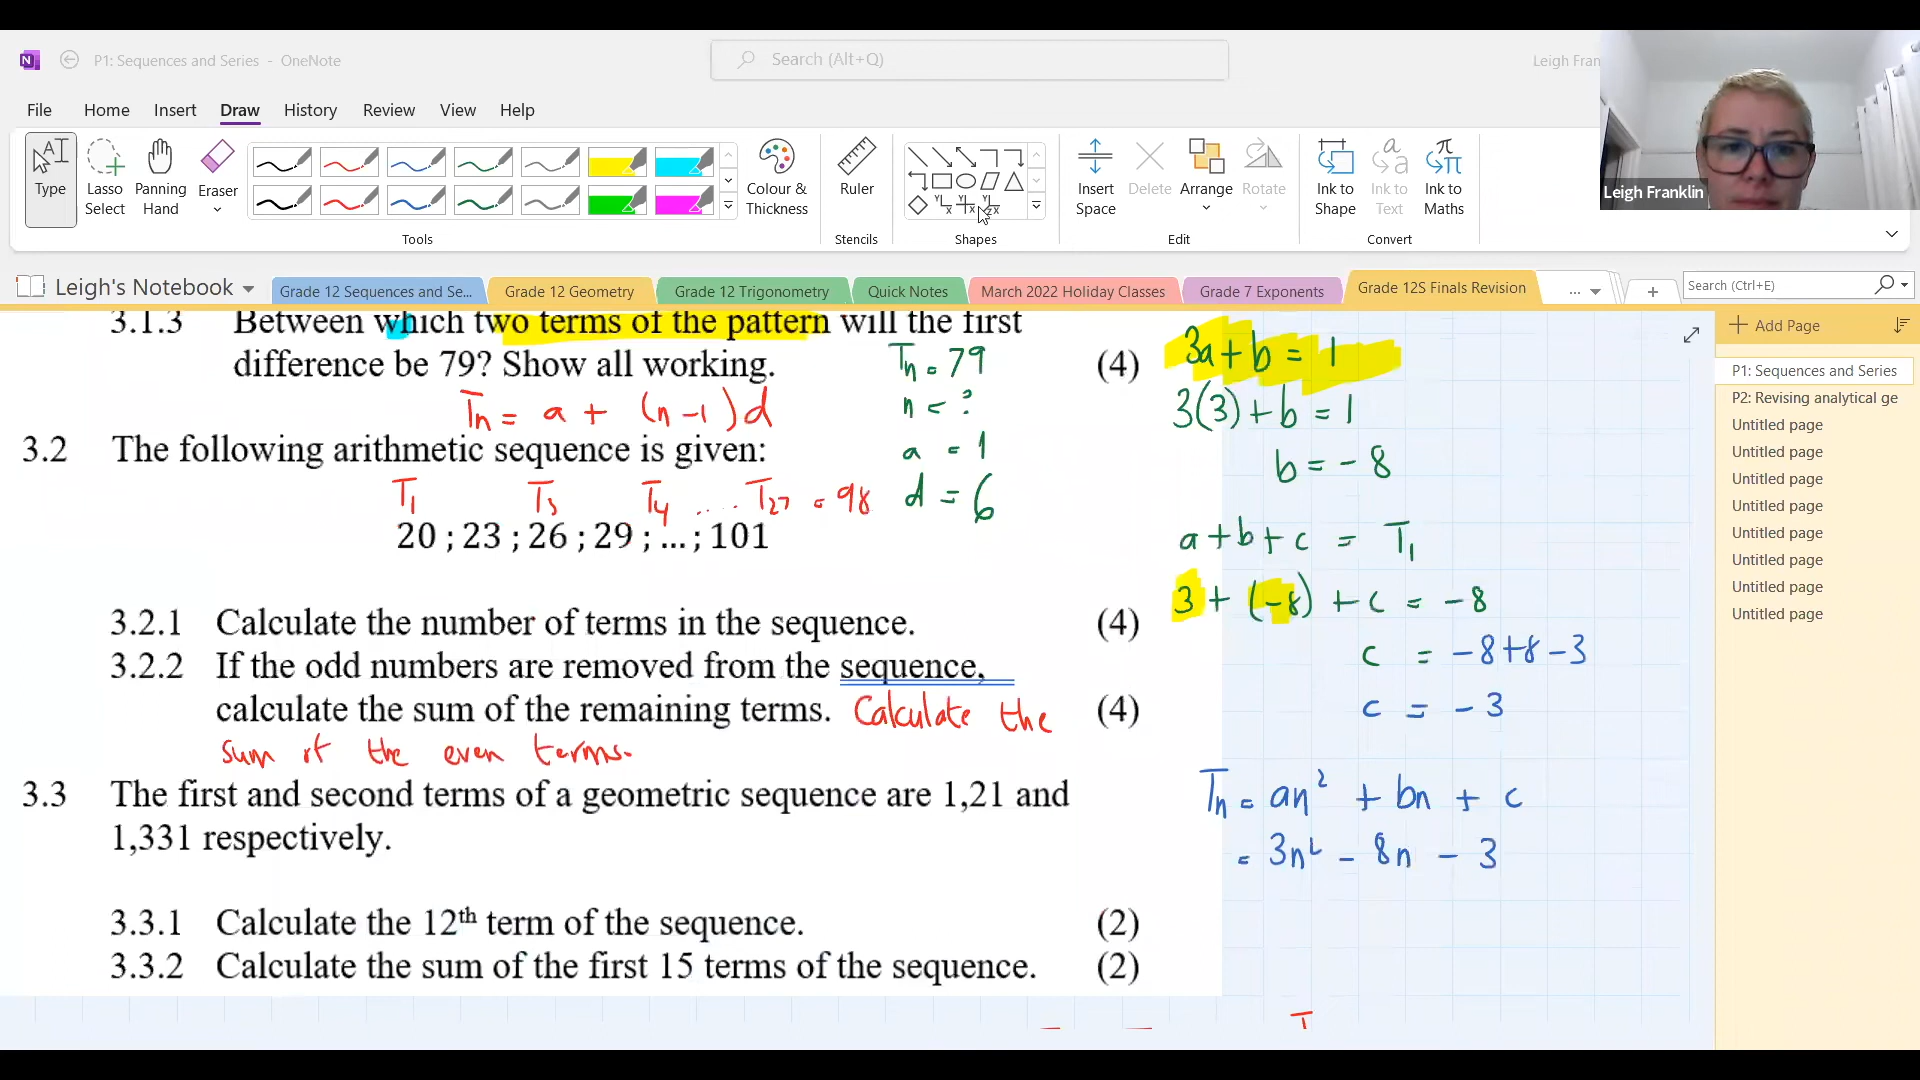 P1: Sequences and Series - OneNote
Search (Alt+Q)
Leigh Fran
File Home Insert Draw History Review View Help
Type
Lasso Select
Panning Hand
Eraser
Colour & Thickness
Ruler
Insert Space
Delete
Arrange
Rotate
Ink to Shape
Ink to Text
Ink to Maths
Leigh Franklin
Tools Stencils Shapes Edit Convert
Leigh's Notebook
Grade 12 Sequences and Se...
Grade 12 Geometry
Grade 12 Trigonometry
Quick Notes
March 2022 Holiday Classes
Grade 7 Exponents
Grade 12S Finals Revision
...
Search (Ctrl+E)
3.1.3 Between which two terms of the pattern will the first
difference be 79? Show all working. (4)
Tn = a + (n-1)d
Tn = 79
n = ?
a = 1
d = 6
3.2 The following arithmetic sequence is given:
T1 T3 T4 .... T27 = 98
20 ; 23 ; 26 ; 29 ; ... ; 101
3.2.1 Calculate the number of terms in the sequence. (4)
3.2.2 If the odd numbers are removed from the sequence,
calculate the sum of the remaining terms. Calculate the (4)
sum of the even terms.
3.3 The first and second terms of a geometric sequence are 1,21 and
1,331 respectively.
3.3.1 Calculate the 12th term of the sequence. (2)
3.3.2 Calculate the sum of the first 15 terms of the sequence. (2)
3a + b = 1
3(3) + b = 1
b = -8
a + b + c = T1
3 + (-8) + c = -8
c = -8+8-3
c = -3
Tn = an² + bn + c
= 3n² - 8n - 3
T
Add Page
P1: Sequences and Series
P2: Revising analytical ge
Untitled page
Untitled page
Untitled page
Untitled page
Untitled page
Untitled page
Untitled page
Untitled page